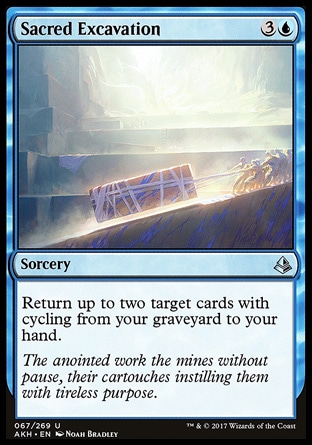 Sacred Excavation 3
Sorcery
Return up to two target cards with
cycling from your graveyard to your
hand.
The anointed work the mines without
pause, their cartouches instilling them
with tireless purpose.
067/269 U
AKH • EN Noah Bradley
™ & © 2017 Wizards of the Coast